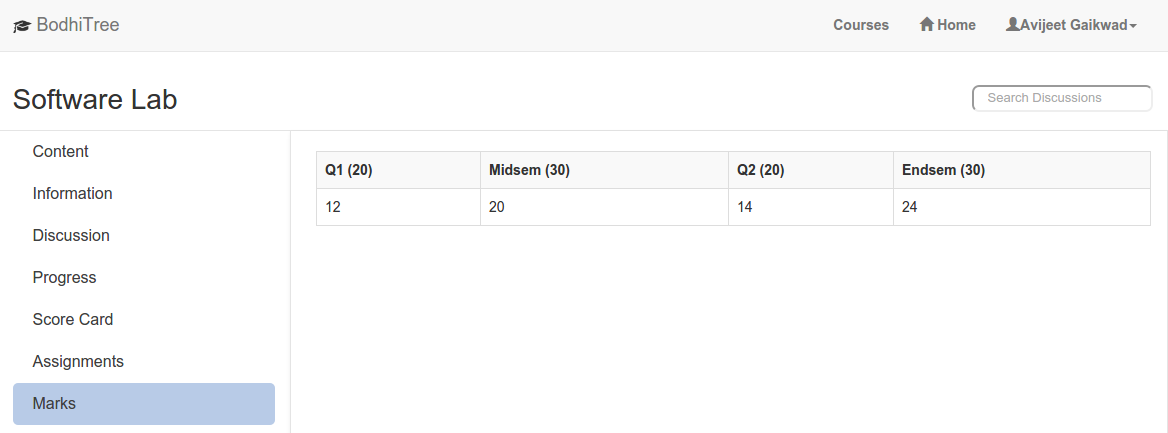 BodhiTree Courses Home Avijeet Gaikwad
Software Lab
Search Discussions
Content
Information
Discussion
Progress
Score Card
Assignments
Marks
Q1 (20) Midsem (30) Q2 (20) Endsem (30)
12 20 14 24